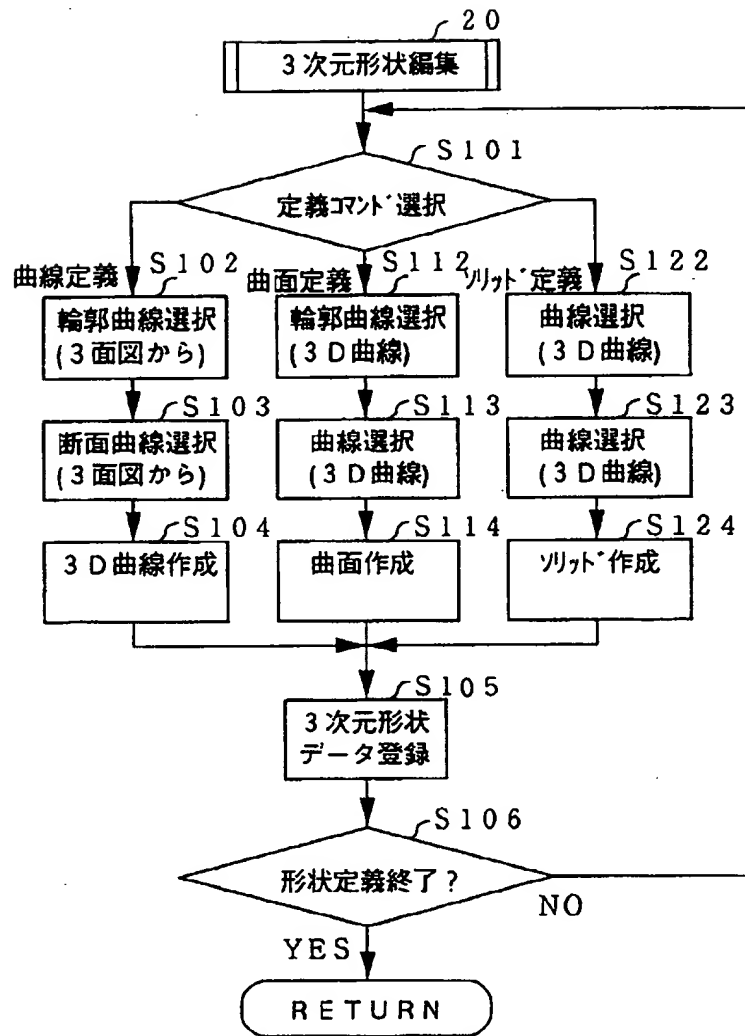 20
3次元形状編集
S101
定義コマンド選択
曲線定義
S102
輪郭曲線選択
(3面図から)
S103
断面曲線選択
(3面図から)
S104
3D曲線作成
曲面定義
S112
輪郭曲線選択
(3D曲線)
S113
曲線選択
(3D曲線)
S114
曲面作成
ソリッド定義
S122
曲線選択
(3D曲線)
S123
曲線選択
(3D曲線)
S124
ソリッド作成
S105
3次元形状
データ登録
S106
形状定義終了?
NO
YES
RETURN